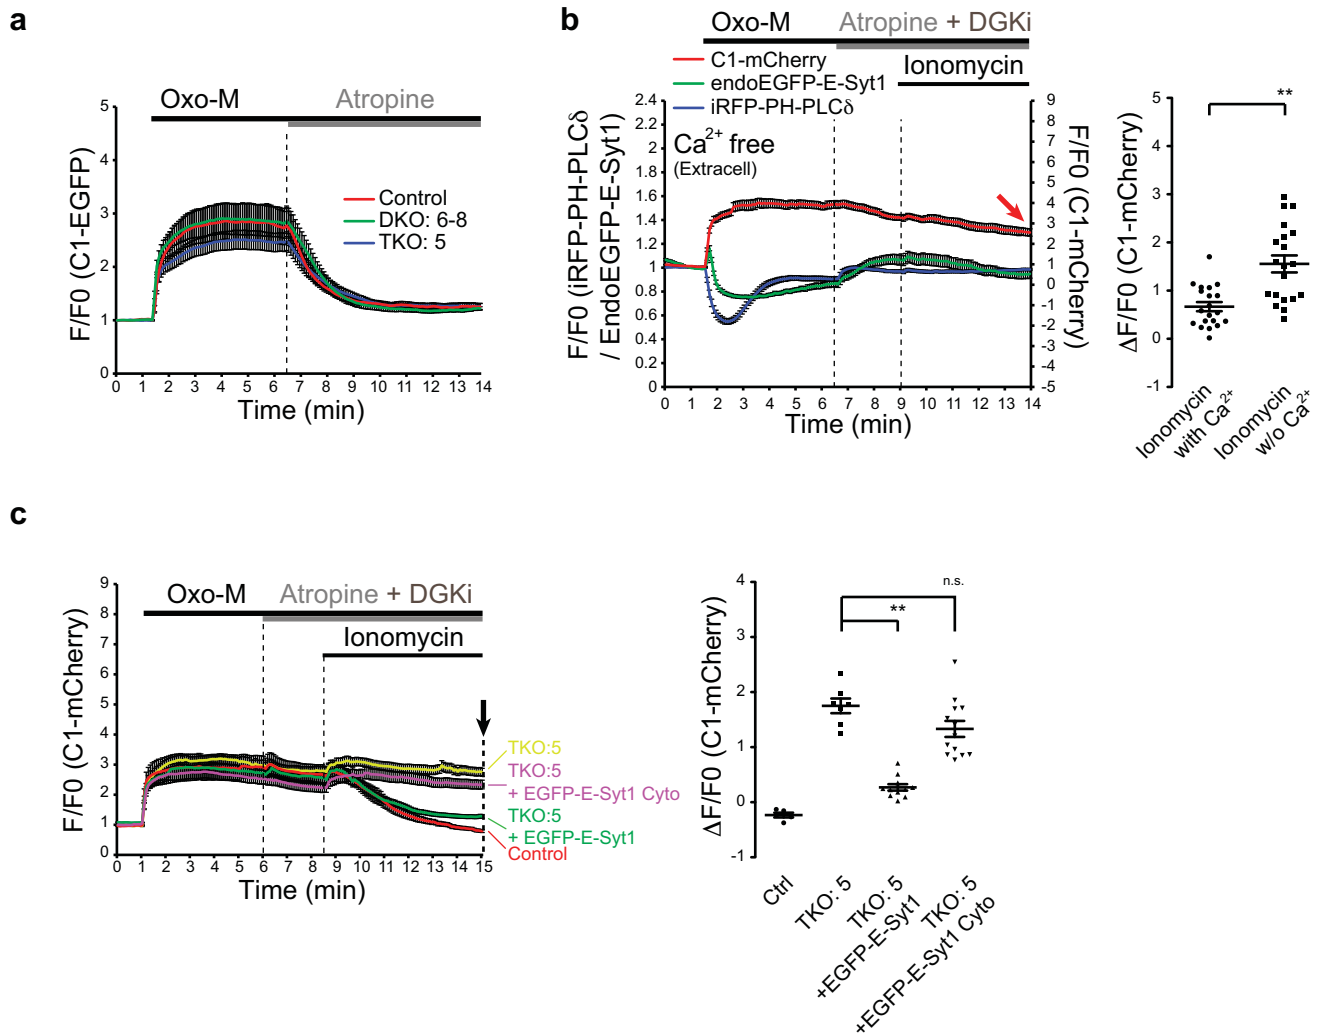 a
Oxo-M
Atropine
F/F0 (C1-EGFP)
5
4
3
2
1
0
Control
DKO: 6-8
TKO: 5
0 1 2 3 4 5 6 7 8 9 10 11 12 13 14
Time (min)
b
Oxo-M
Atropine + DGKi
Ionomycin
C1-mCherry
endoEGFP-E-Syt1
iRFP-PH-PLCδ
Ca2+ free
(Extracell)
F/F0 (iRFP-PH-PLCδ
/ EndoEGFP-E-Syt1)
2.4
2.2
2
1.8
1.6
1.4
1.2
1
0.8
0.6
0.4
0.2
0
F/F0 (C1-mCherry)
9
8
7
6
5
4
3
2
1
0
-1
-2
-3
-4
-5
0 1 2 3 4 5 6 7 8 9 10 11 12 13 14
Time (min)
ΔF/F0 (C1-mCherry)
5
4
3
2
1
0
-1
**
Ionomycin
with Ca2+
Ionomycin
w/o Ca2+
c
Oxo-M
Atropine + DGKi
Ionomycin
F/F0 (C1-mCherry)
9
8
7
6
5
4
3
2
1
0
TKO:5
TKO:5
+ EGFP-E-Syt1 Cyto
TKO:5
+ EGFP-E-Syt1
Control
0 1 2 3 4 5 6 7 8 9 10 11 12 13 14 15
Time (min)
ΔF/F0 (C1-mCherry)
4
3
2
1
0
-1
**
n.s.
Ctrl
TKO: 5
TKO: 5
+EGFP-E-Syt1
TKO: 5
+EGFP-E-Syt1 Cyto